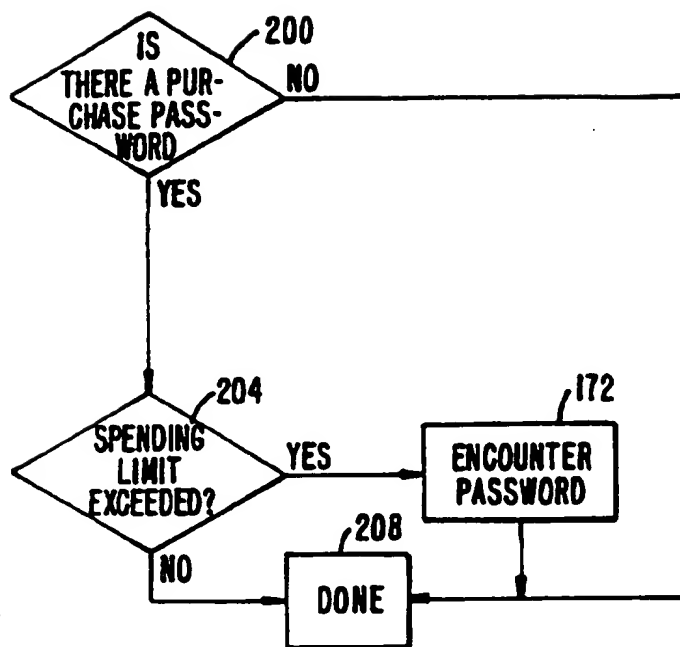 200
IS
THERE A PUR-
CHASE PASS-
WORD
NO
YES
204
SPENDING
LIMIT
EXCEEDED?
YES
172
ENCOUNTER
PASSWORD
NO
208
DONE